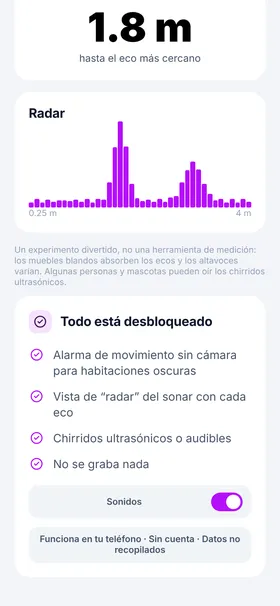 1.8 m
hasta el eco más cercano
Radar
0.25 m
4 m
Un experimento divertido, no una herramienta de medición:
los muebles blandos absorben los ecos y los altavoces
varían. Algunas personas y mascotas pueden oír los chirridos
ultrasónicos.
Todo está desbloqueado
Alarma de movimiento sin cámara
para habitaciones oscuras
Vista de “radar” del sonar con cada
eco
Chirridos ultrasónicos o audibles
No se graba nada
Sonidos
Funciona en tu teléfono · Sin cuenta · Datos no
recopilados